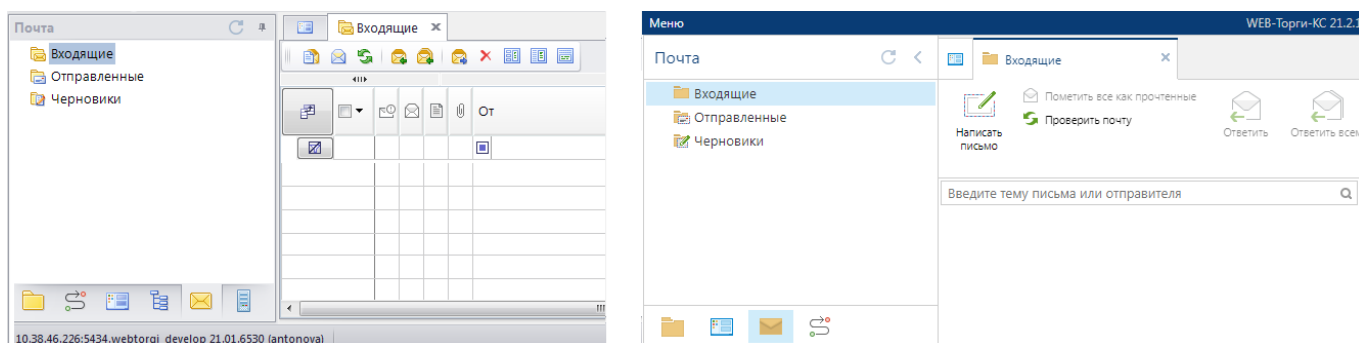 Почта
Входящие
Входящие
Отправленные
Черновики
От
10.38.46.226:5434.webtorgi_develop 21.01.6530 (antonova)
Меню
WEB-Торги-КС 21.2.1
Почта
Входящие
Входящие
Отправленные
Черновики
Написать
письмо
Пометить все как прочтенные
Проверить почту
Ответить
Ответить всем
Введите тему письма или отправителя